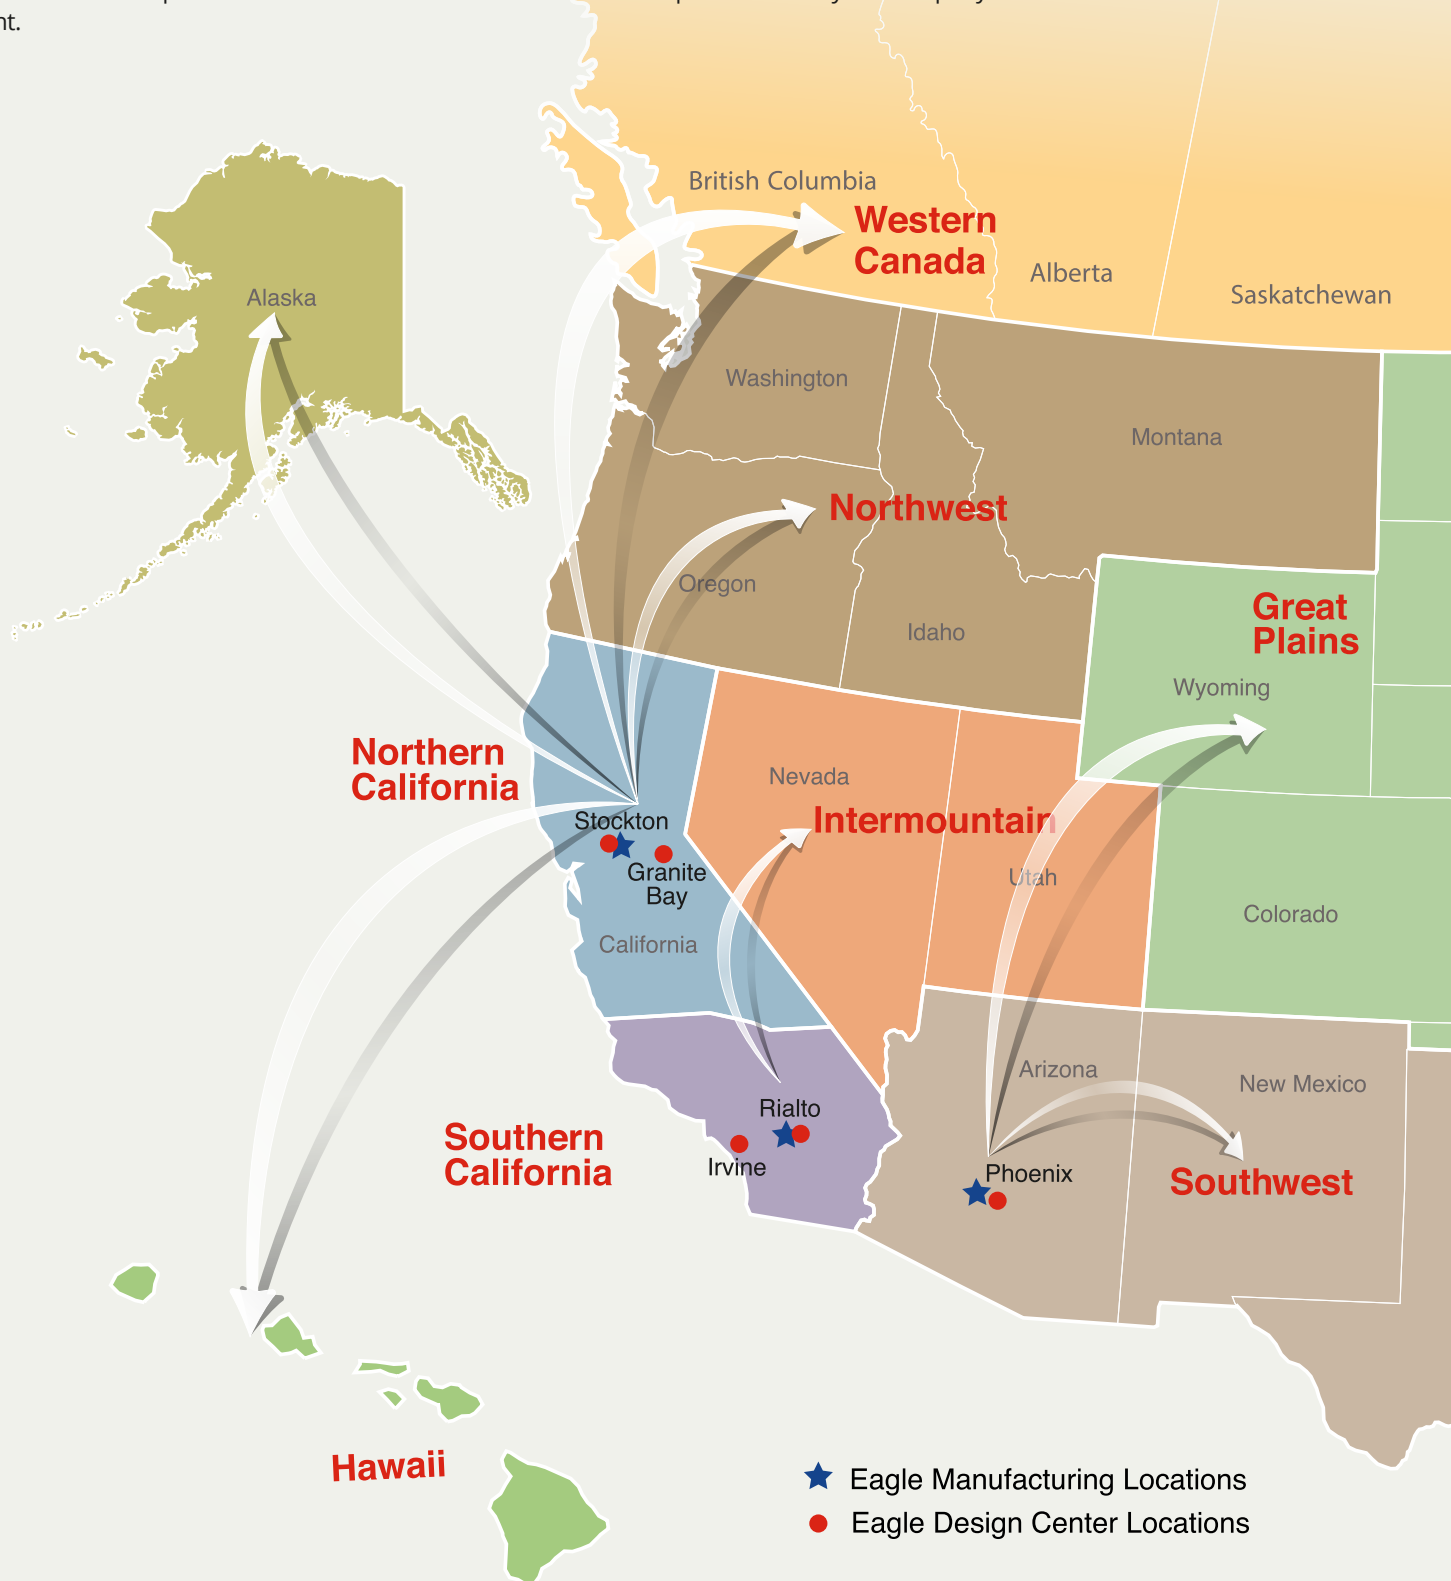 nt.
British Columbia
Western
Canada
Alberta
Saskatchewan
Alaska
Washington
Montana
Northwest
Oregon
Idaho
Great
Plains
Wyoming
Northern
California
Nevada
Intermountain
Stockton
Granite
Bay
Utah
Colorado
California
Arizona
New Mexico
Rialto
Southern
California
Irvine
Phoenix
Southwest
Hawaii
Eagle Manufacturing Locations
Eagle Design Center Locations